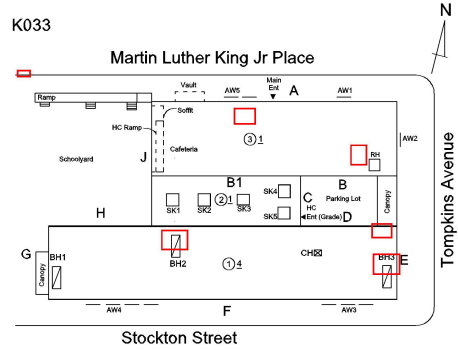 K033
N
Martin Luther King Jr Place
Vault
Main
Ent
A
AW5
AW1
Ramp
Soffit
HC Ramp
3 1
AW2
J
Cafeteria
RH
Schoolyard
B1
B
SK4
C
Parking Lot
Canopy
SK1
SK2
2 1
SK3
HC
SK5
Ent (Grade)
D
H
Tompkins Avenue
G
Canopy
BH1
BH2
1 4
CH
BH3
E
AW4
F
AW3
Stockton Street